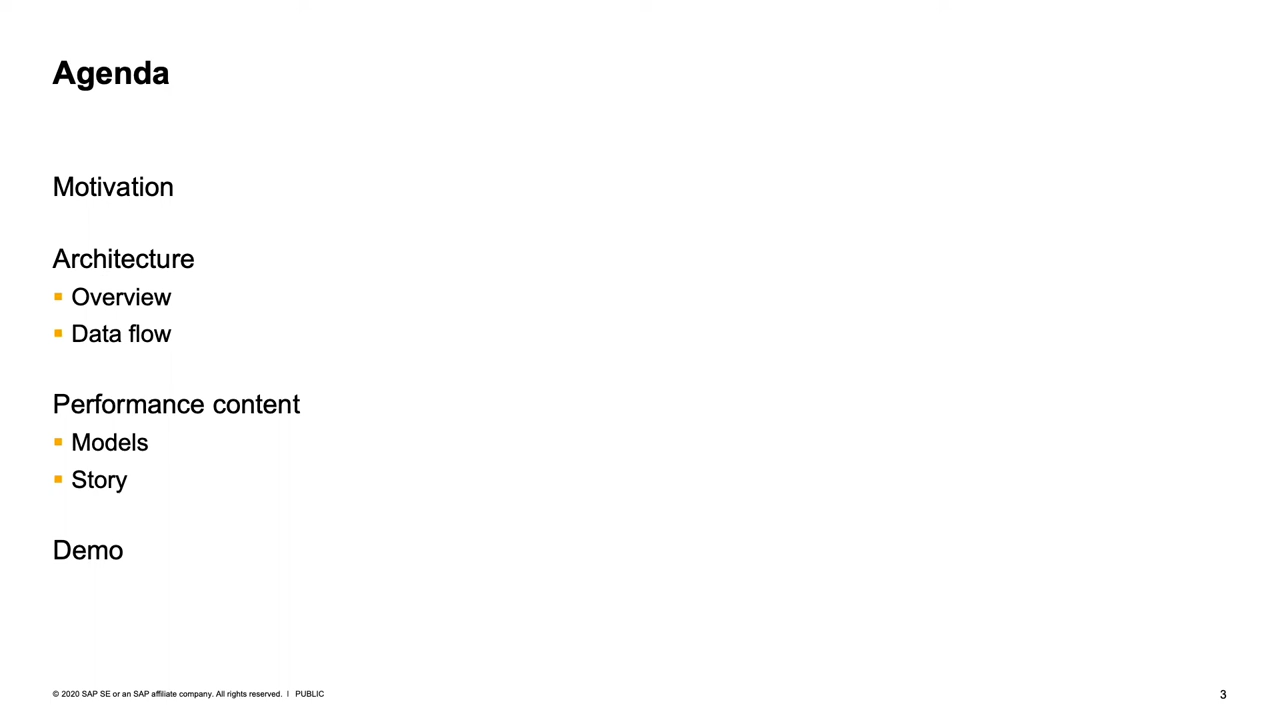 Agenda
Motivation
Architecture
▪ Overview
▪ Data flow
Performance content
▪ Models
▪ Story
Demo
© 2020 SAP SE or an SAP affiliate company. All rights reserved. | PUBLIC
3